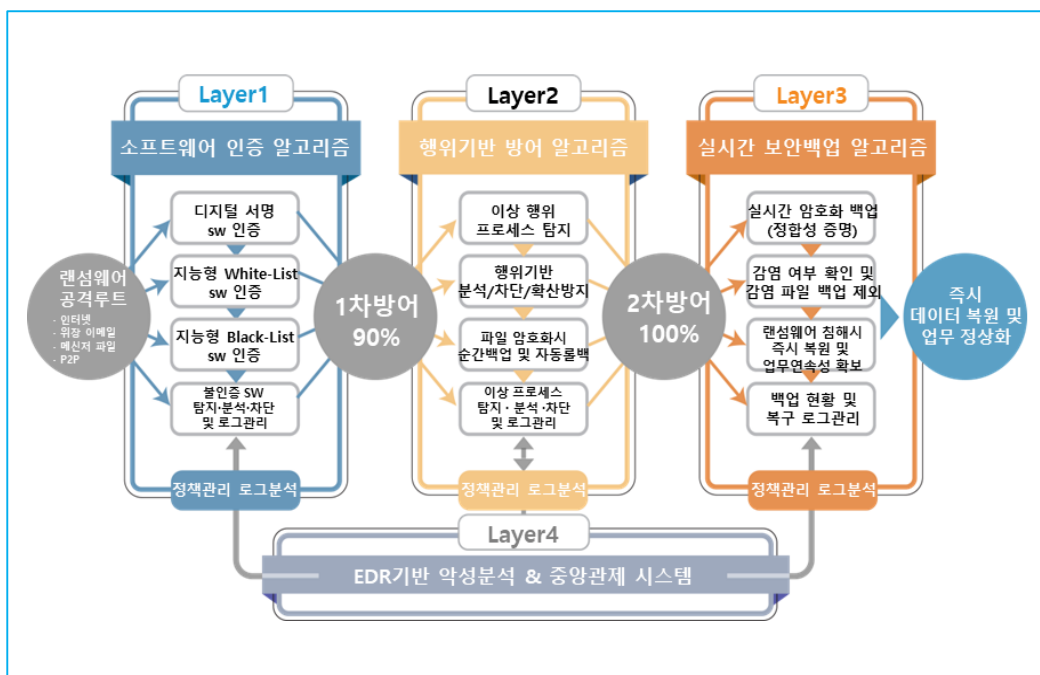 Layer1
소프트웨어 인증 알고리즘
디지털 서명
sw 인증
지능형 White-List
sw 인증
지능형 Black-List
sw 인증
불인증 SW
탐지·분석·차단
및 로그관리
정책관리 로그분석
랜섬웨어
공격루트
- 인터넷
- 위장 이메일
- 메신저 파일
- P2P
1차방어
90%
Layer2
행위기반 방어 알고리즘
이상 행위
프로세스 탐지
행위기반
분석/차단/확산방지
파일 암호화시
순간백업 및 자동롤백
이상 프로세스
탐지 · 분석 · 차단
및 로그관리
정책관리 로그분석
2차방어
100%
Layer3
실시간 보안백업 알고리즘
실시간 암호화 백업
(정합성 증명)
감염 여부 확인 및
감염 파일 백업 제외
랜섬웨어 침해시
즉시 복원 및
업무연속성 확보
백업 현황 및
복구 로그관리
정책관리 로그분석
즉시
데이터 복원 및
업무 정상화
Layer4
EDR기반 악성분석 & 중앙관제 시스템